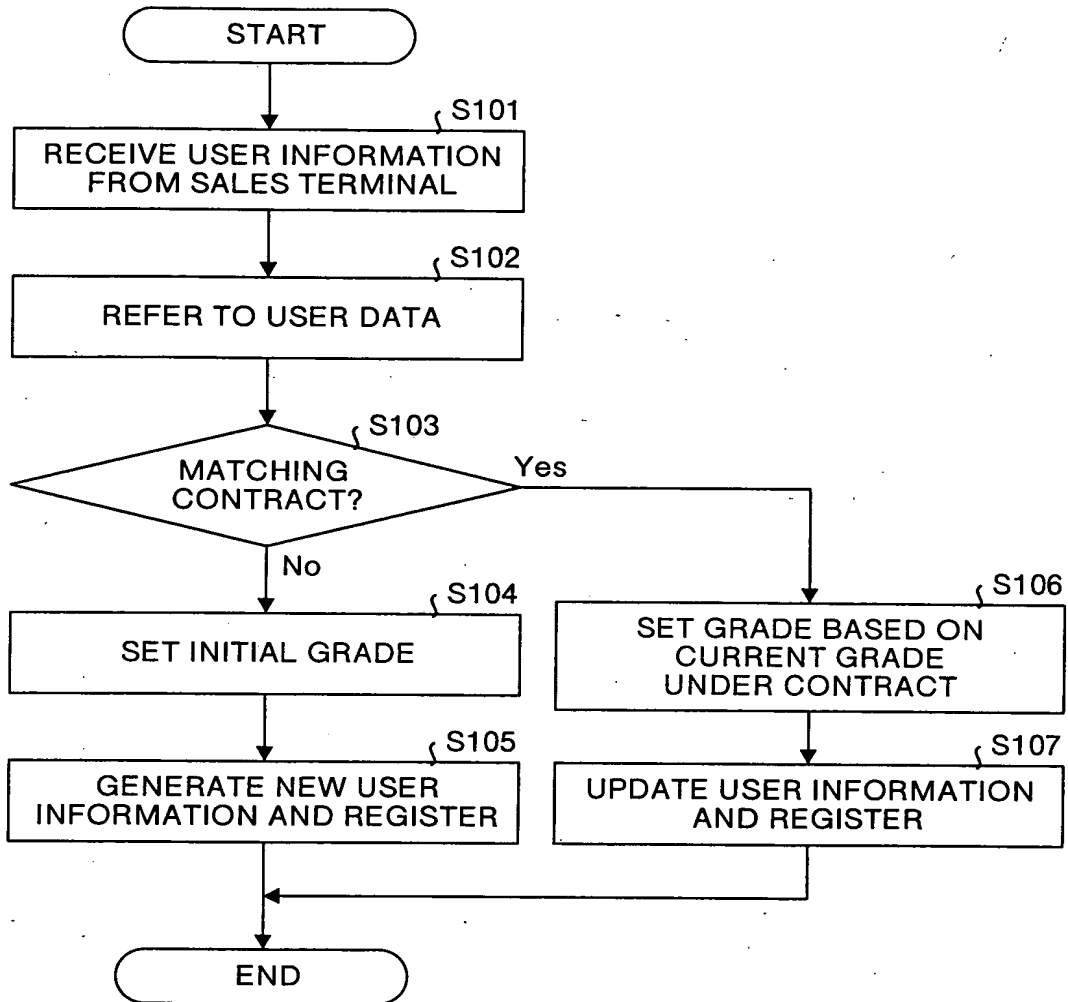 START
S101
RECEIVE USER INFORMATION
FROM SALES TERMINAL
S102
REFER TO USER DATA
S103
MATCHING
CONTRACT?
Yes
No
S104
SET INITIAL GRADE
S105
GENERATE NEW USER
INFORMATION AND REGISTER
S106
SET GRADE BASED ON
CURRENT GRADE
UNDER CONTRACT
S107
UPDATE USER INFORMATION
AND REGISTER
END